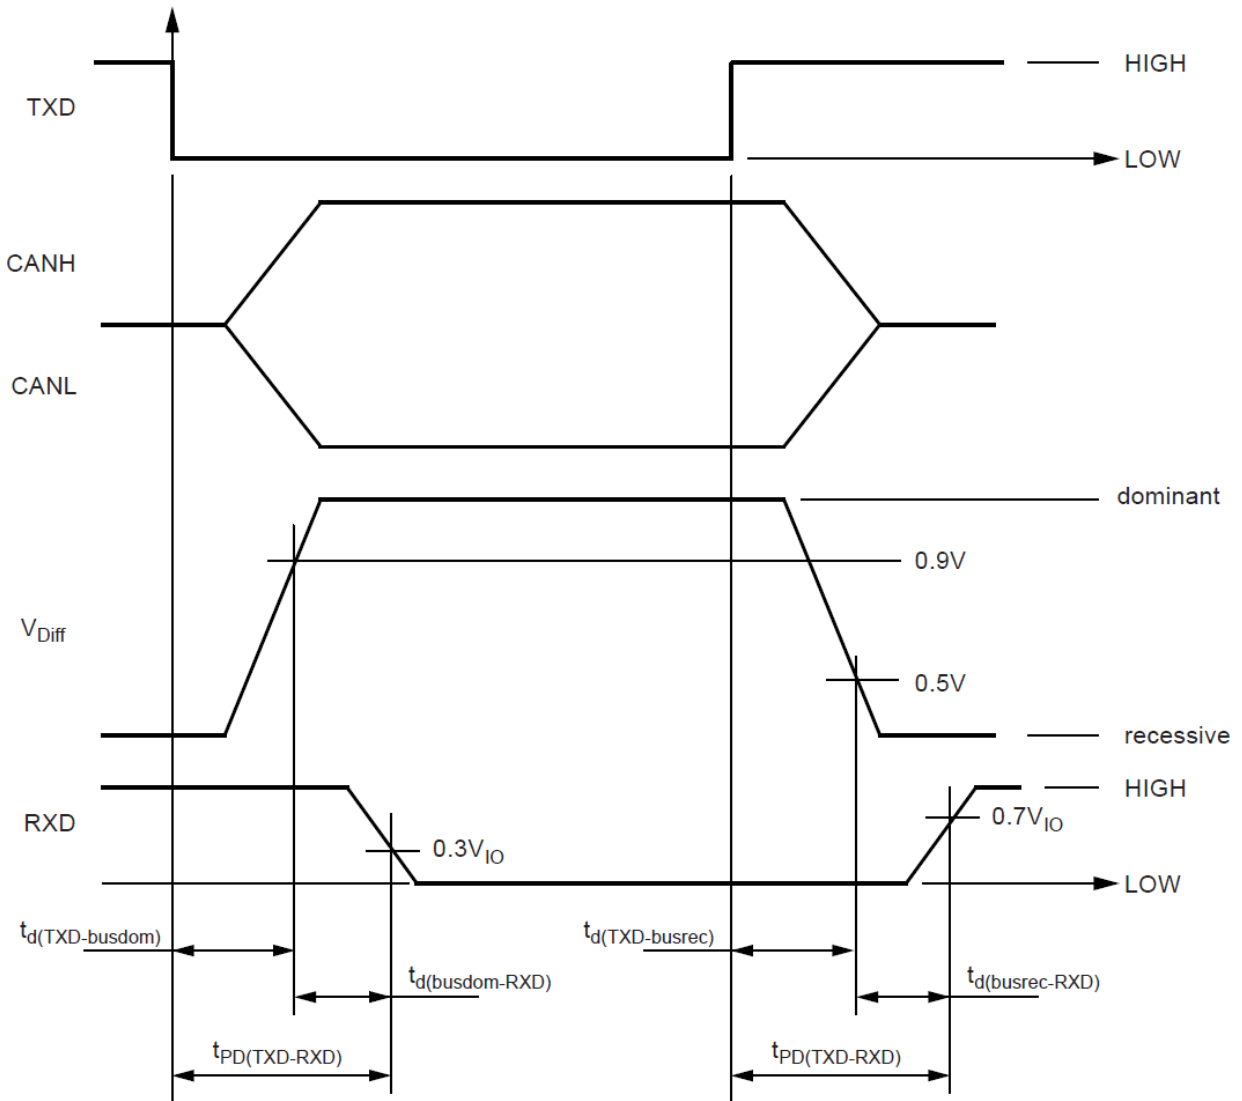 HIGH
TXD
LOW
CANH
CANL
dominant
0.9V
VDiff
0.5V
recessive
HIGH
RXD
0.7VIO
0.3VIO
LOW
td(TXD-busdom)
td(TXD-busrec)
td(busdom-RXD)
td(busrec-RXD)
tPD(TXD-RXD)
tPD(TXD-RXD)